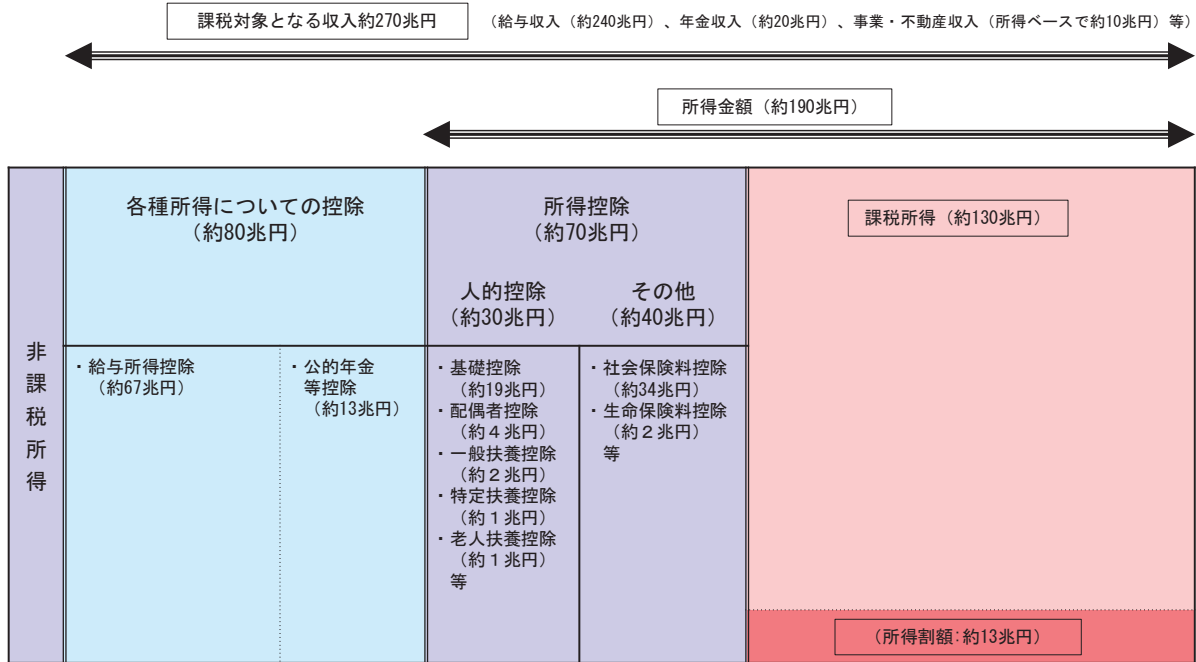 課税対象となる収入約270兆円
（給与収入（約240兆円）、年金収入（約20兆円）、事業・不動産収入（所得ベースで約10兆円）等）
所得金額（約190兆円）
非課税所得
各種所得についての控除
（約80兆円）
・給与所得控除
（約67兆円）
・公的年金
等控除
（約13兆円）
所得控除
（約70兆円）
人的控除
（約30兆円）
・基礎控除
（約19兆円）
・配偶者控除
（約４兆円）
・一般扶養控除
（約２兆円）
・特定扶養控除
（約１兆円）
・老人扶養控除
（約１兆円）
等
その他
（約40兆円）
・社会保険料控除
（約34兆円）
・生命保険料控除
（約２兆円）
等
課税所得（約130兆円）
（所得割額:約13兆円）